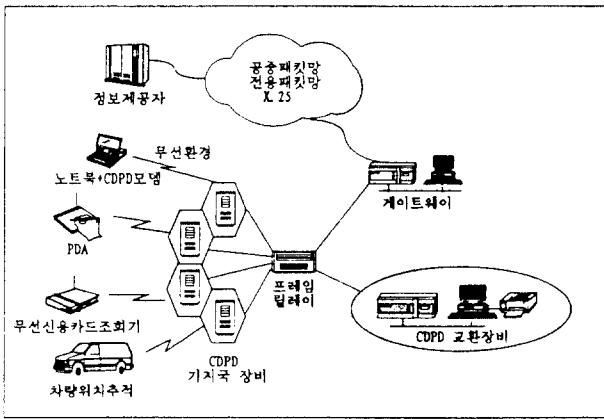 공중패킷망
전용패킷망
X.25
정보제공자
무선환경
노트북+CDPD모뎀
게이트웨이
PDA
프레임
릴레이
무선신용카드조회기
CDPD 교환장비
CDPD
기지국 장비
차량위치추적